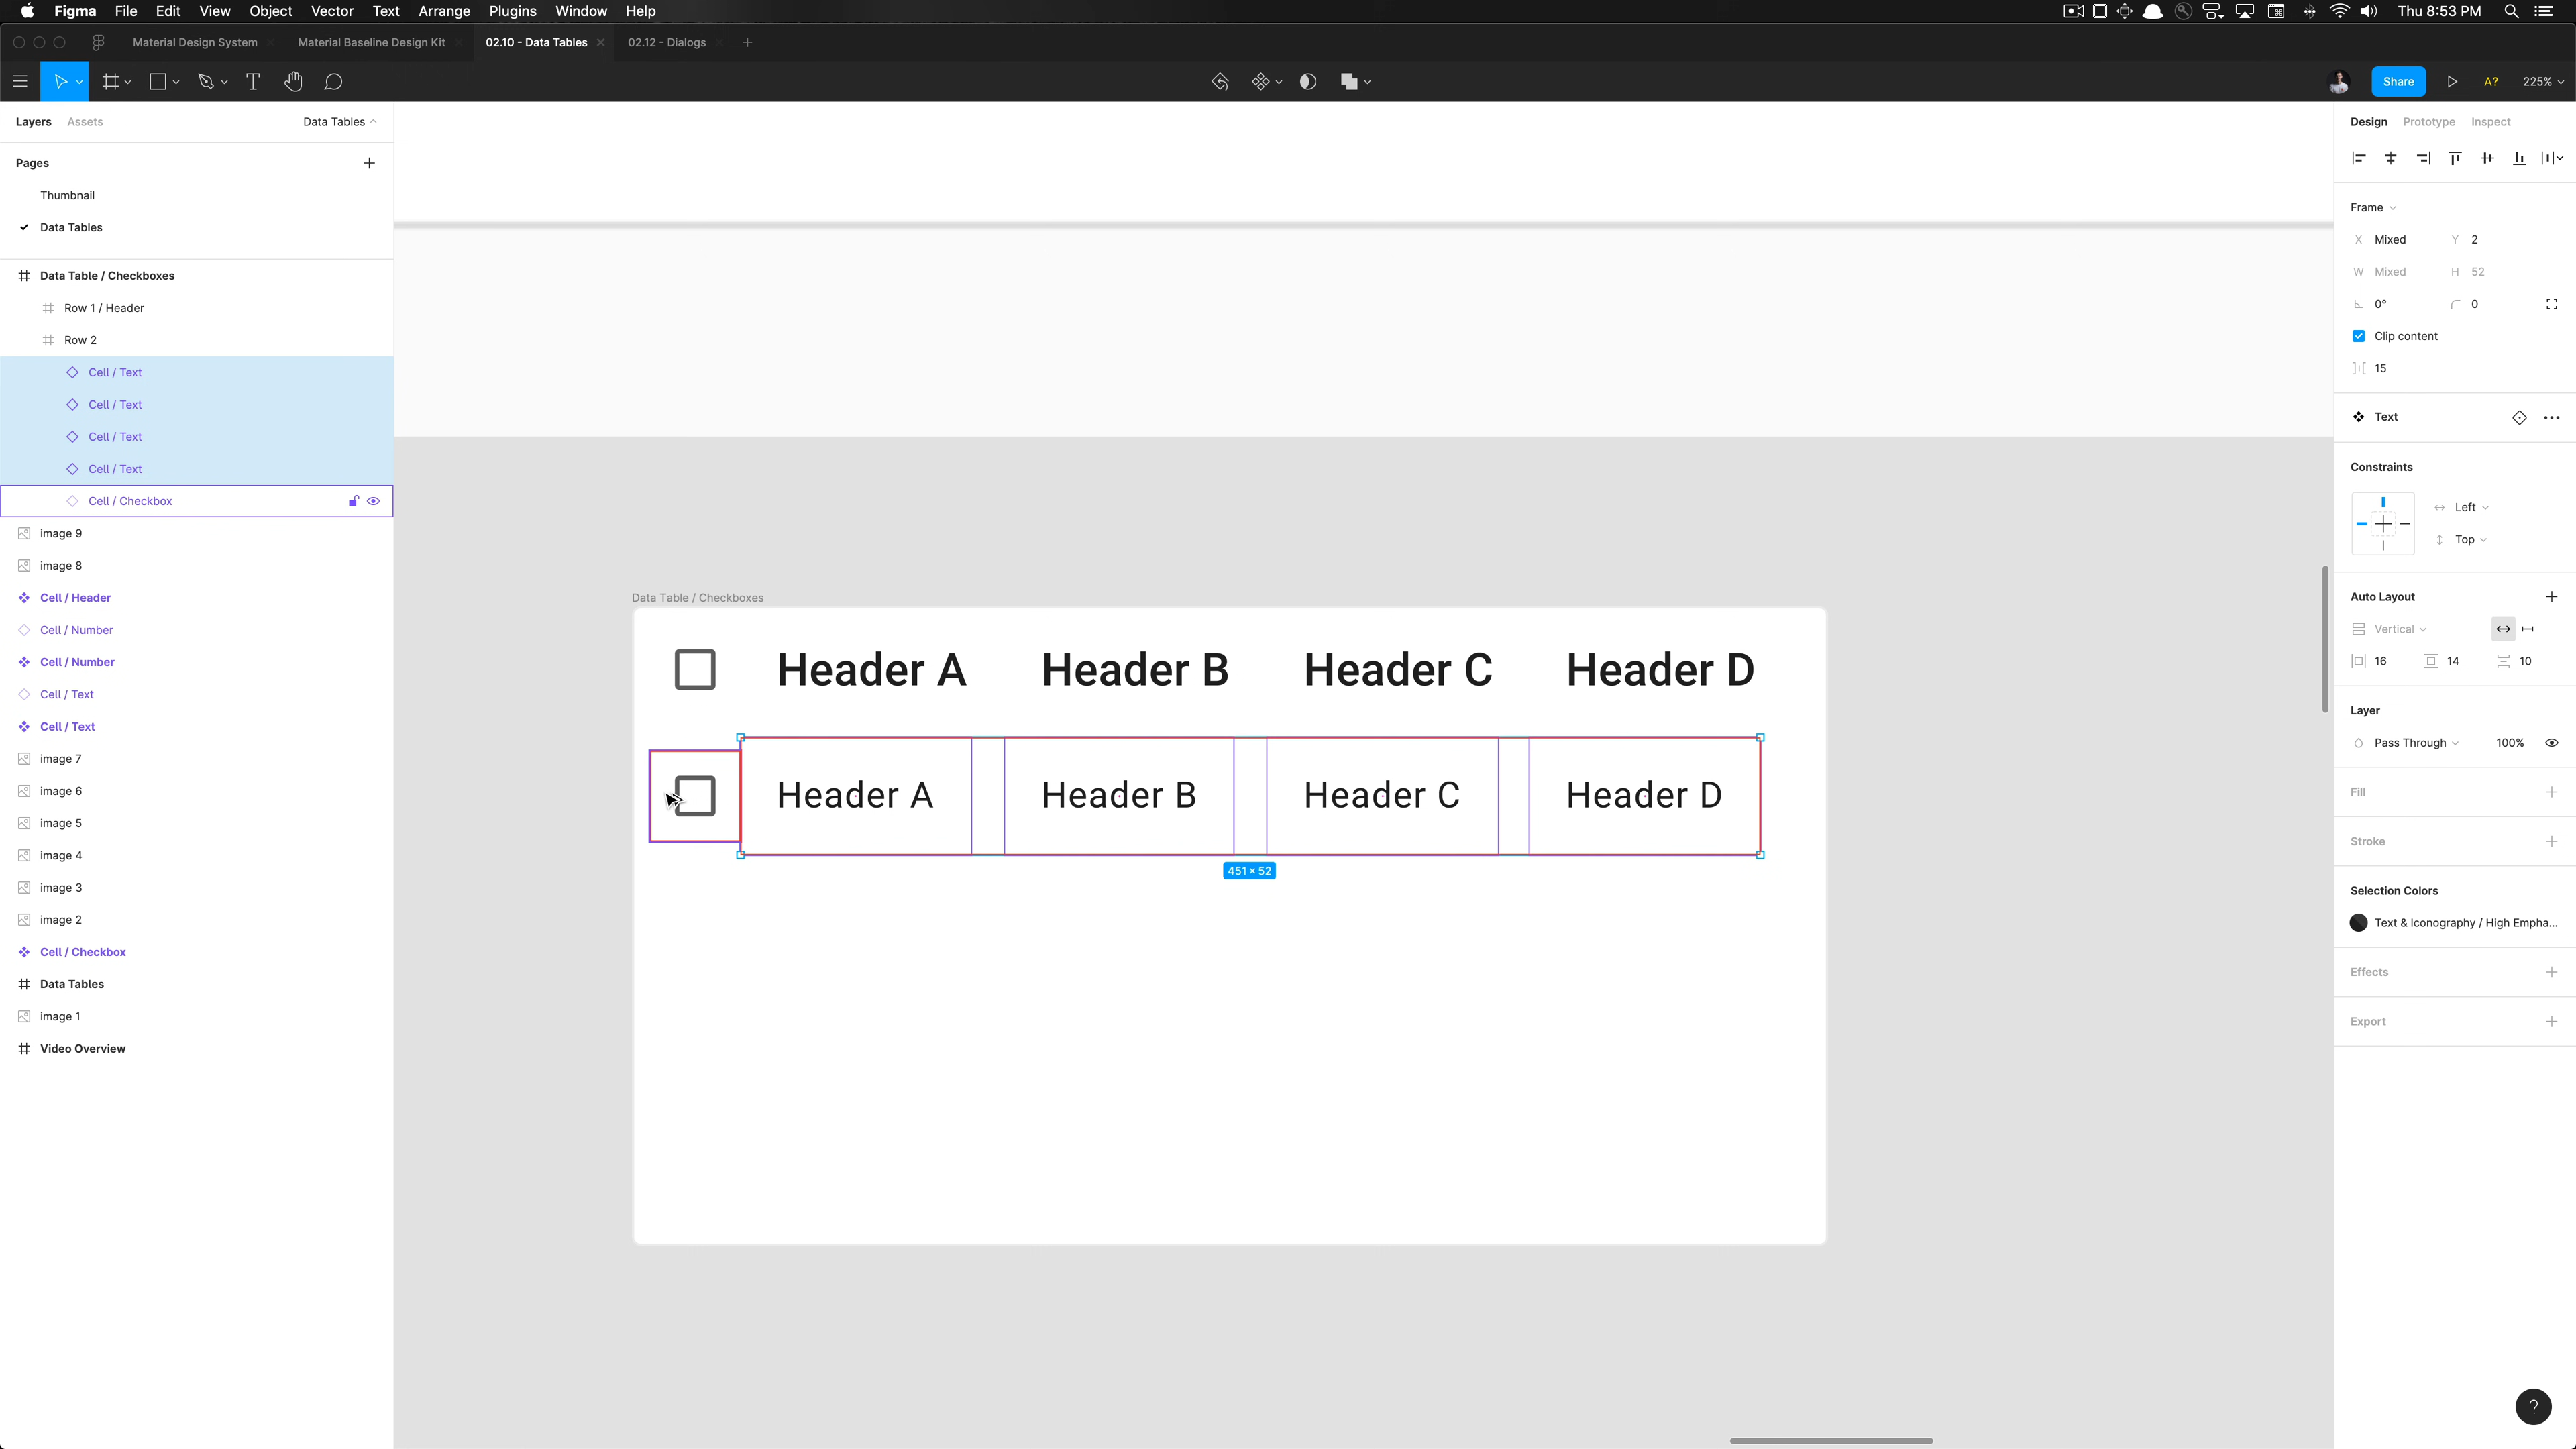 Figma File Edit View Object Vector Text Arrange Plugins Window Help Thu 8:53 PM
Material Design System Material Baseline Design Kit 02.10 - Data Tables 02.12 - Dialogs
Share A? 225%
Layers Assets Data Tables
Pages
Thumbnail
Data Tables
Data Table / Checkboxes
Row 1 / Header
Row 2
Cell / Text
Cell / Text
Cell / Text
Cell / Text
Cell / Checkbox
image 9
image 8
Cell / Header
Cell / Number
Cell / Number
Cell / Text
Cell / Text
image 7
image 6
image 5
image 4
image 3
image 2
Cell / Checkbox
Data Tables
image 1
Video Overview
Data Table / Checkboxes
Header A Header B Header C Header D
Header A Header B Header C Header D
451 × 52
Design Prototype Inspect
Frame
X Mixed Y 2
W Mixed H 52
0° 0
Clip content
15
Text
Constraints
Left
Top
Auto Layout
Vertical
16 14 10
Layer
Pass Through 100%
Fill
Stroke
Selection Colors
Text & Iconography / High Empha...
Effects
Export
?